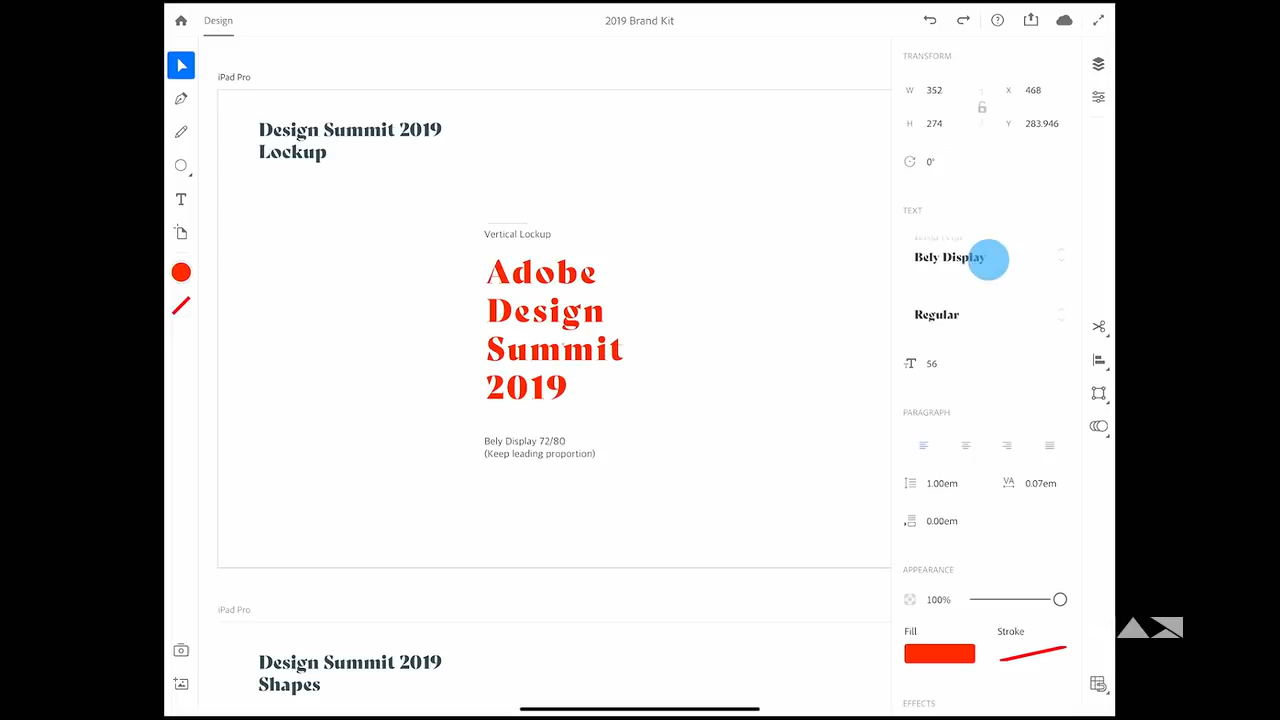 Design
2019 Brand Kit
iPad Pro
Design Summit 2019
Lockup
Vertical Lockup
Adobe
Design
Summit
2019
Bely Display 72/80
(Keep leading proportion)
iPad Pro
Design Summit 2019
Shapes
TRANSFORM
W 352
X 468
H 274
Y 283.946
0°
TEXT
Bely Display
Regular
T 56
PARAGRAPH
1.00em
VA 0.07em
0.00em
APPEARANCE
100%
Fill
Stroke
EFFECTS